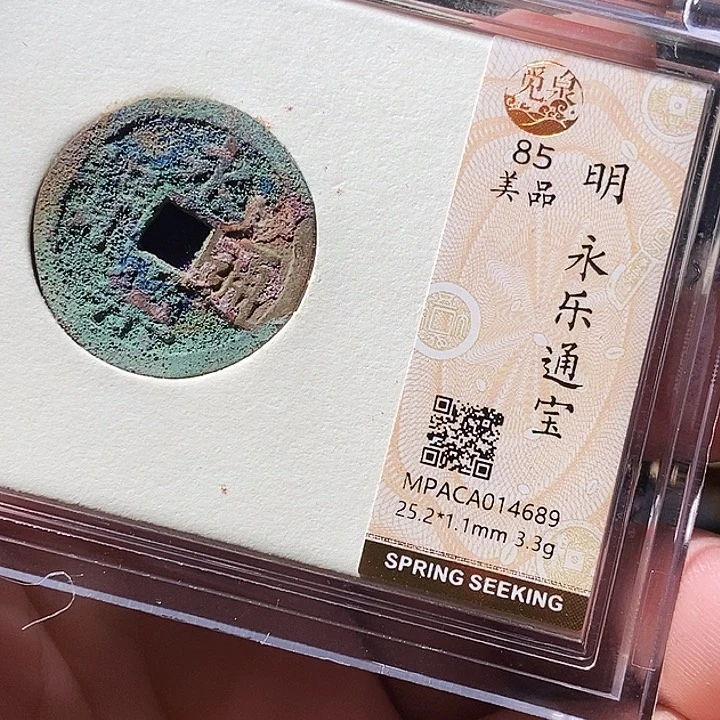 觅泉
85
美品
明
永乐通宝
MPACA014689
25.2*1.1mm 3.3g
SPRING SEEKING